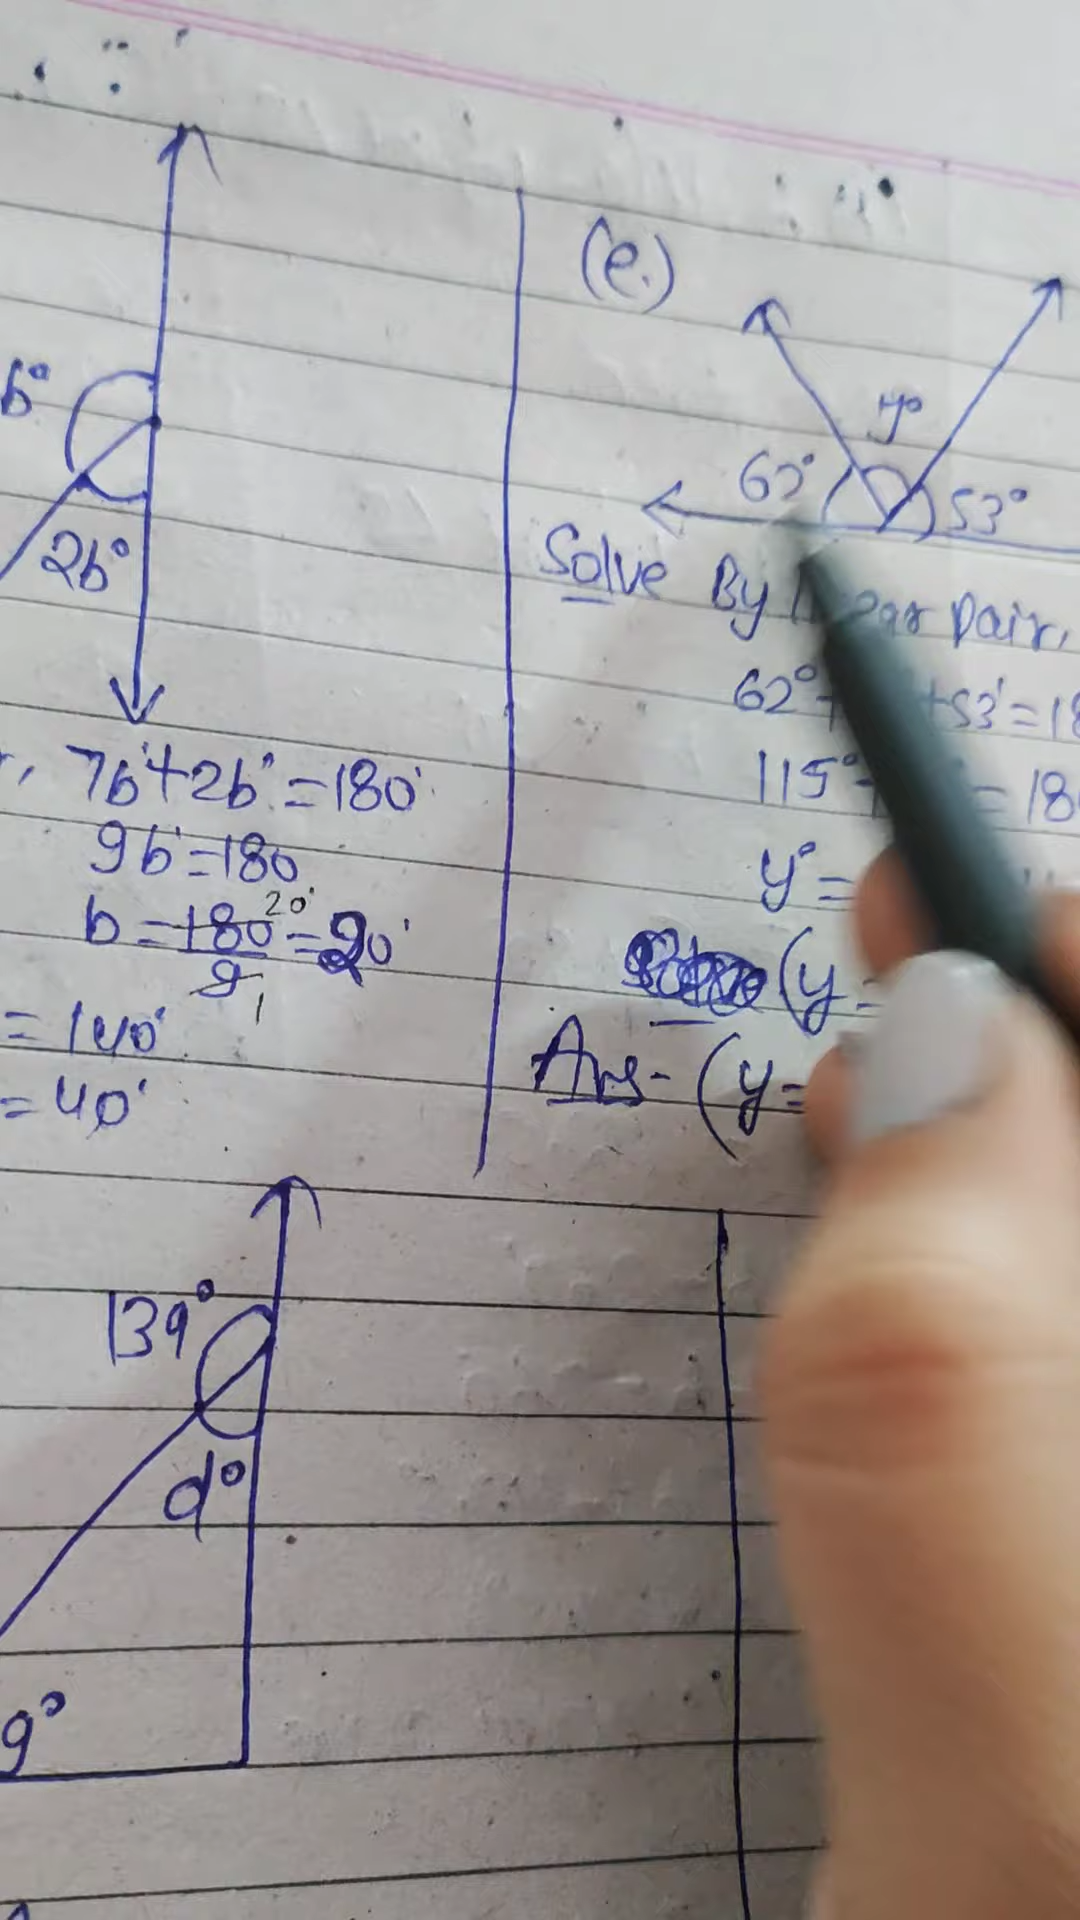 b°
2b°
7b°+2b°=180°
9b°=180
b=180/9=20°
20°
1
=140°
=40°
(e.)
y°
62°
53°
Solve By Pair,
62°+ +53°=18
115° =18
y°=
(y=
Ans- (y=
139°
d°
9°